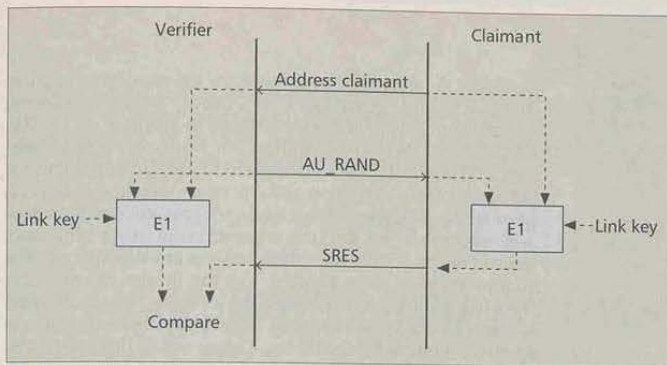 Verifier
Claimant
Address claimant
AU_RAND
Link key
E1
E1
Link key
SRES
Compare